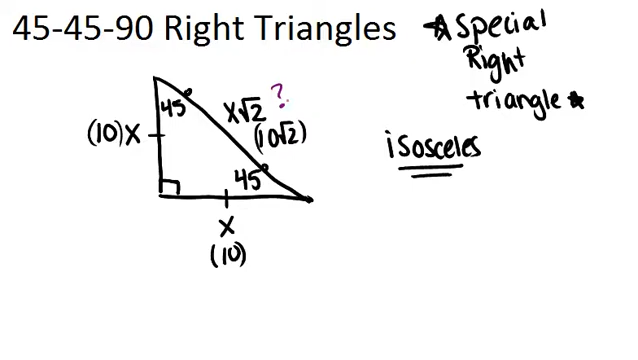 45-45-90 Right Triangles
★Special
Right
triangle★
isosceles
45°
x√2 ?
(10√2)
(10)x
45°
x
(10)